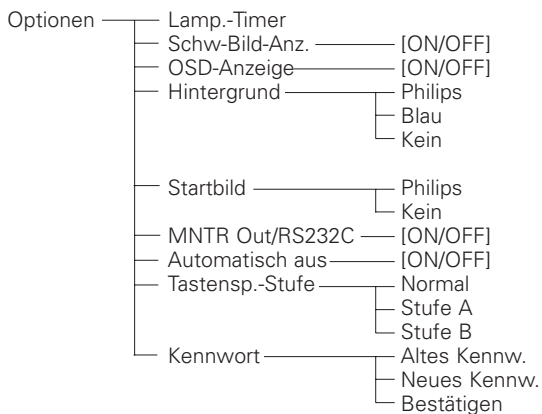 Optionen Lamp.-Timer
Schw-Bild-Anz. [ON/OFF]
OSD-Anzeige [ON/OFF]
Hintergrund Philips
Blau
Kein
Startbild Philips
Kein
MNTR Out/RS232C [ON/OFF]
Automatisch aus [ON/OFF]
Tastensp.-Stufe Normal
Stufe A
Stufe B
Kennwort Altes Kennw.
Neues Kennw.
Bestätigen